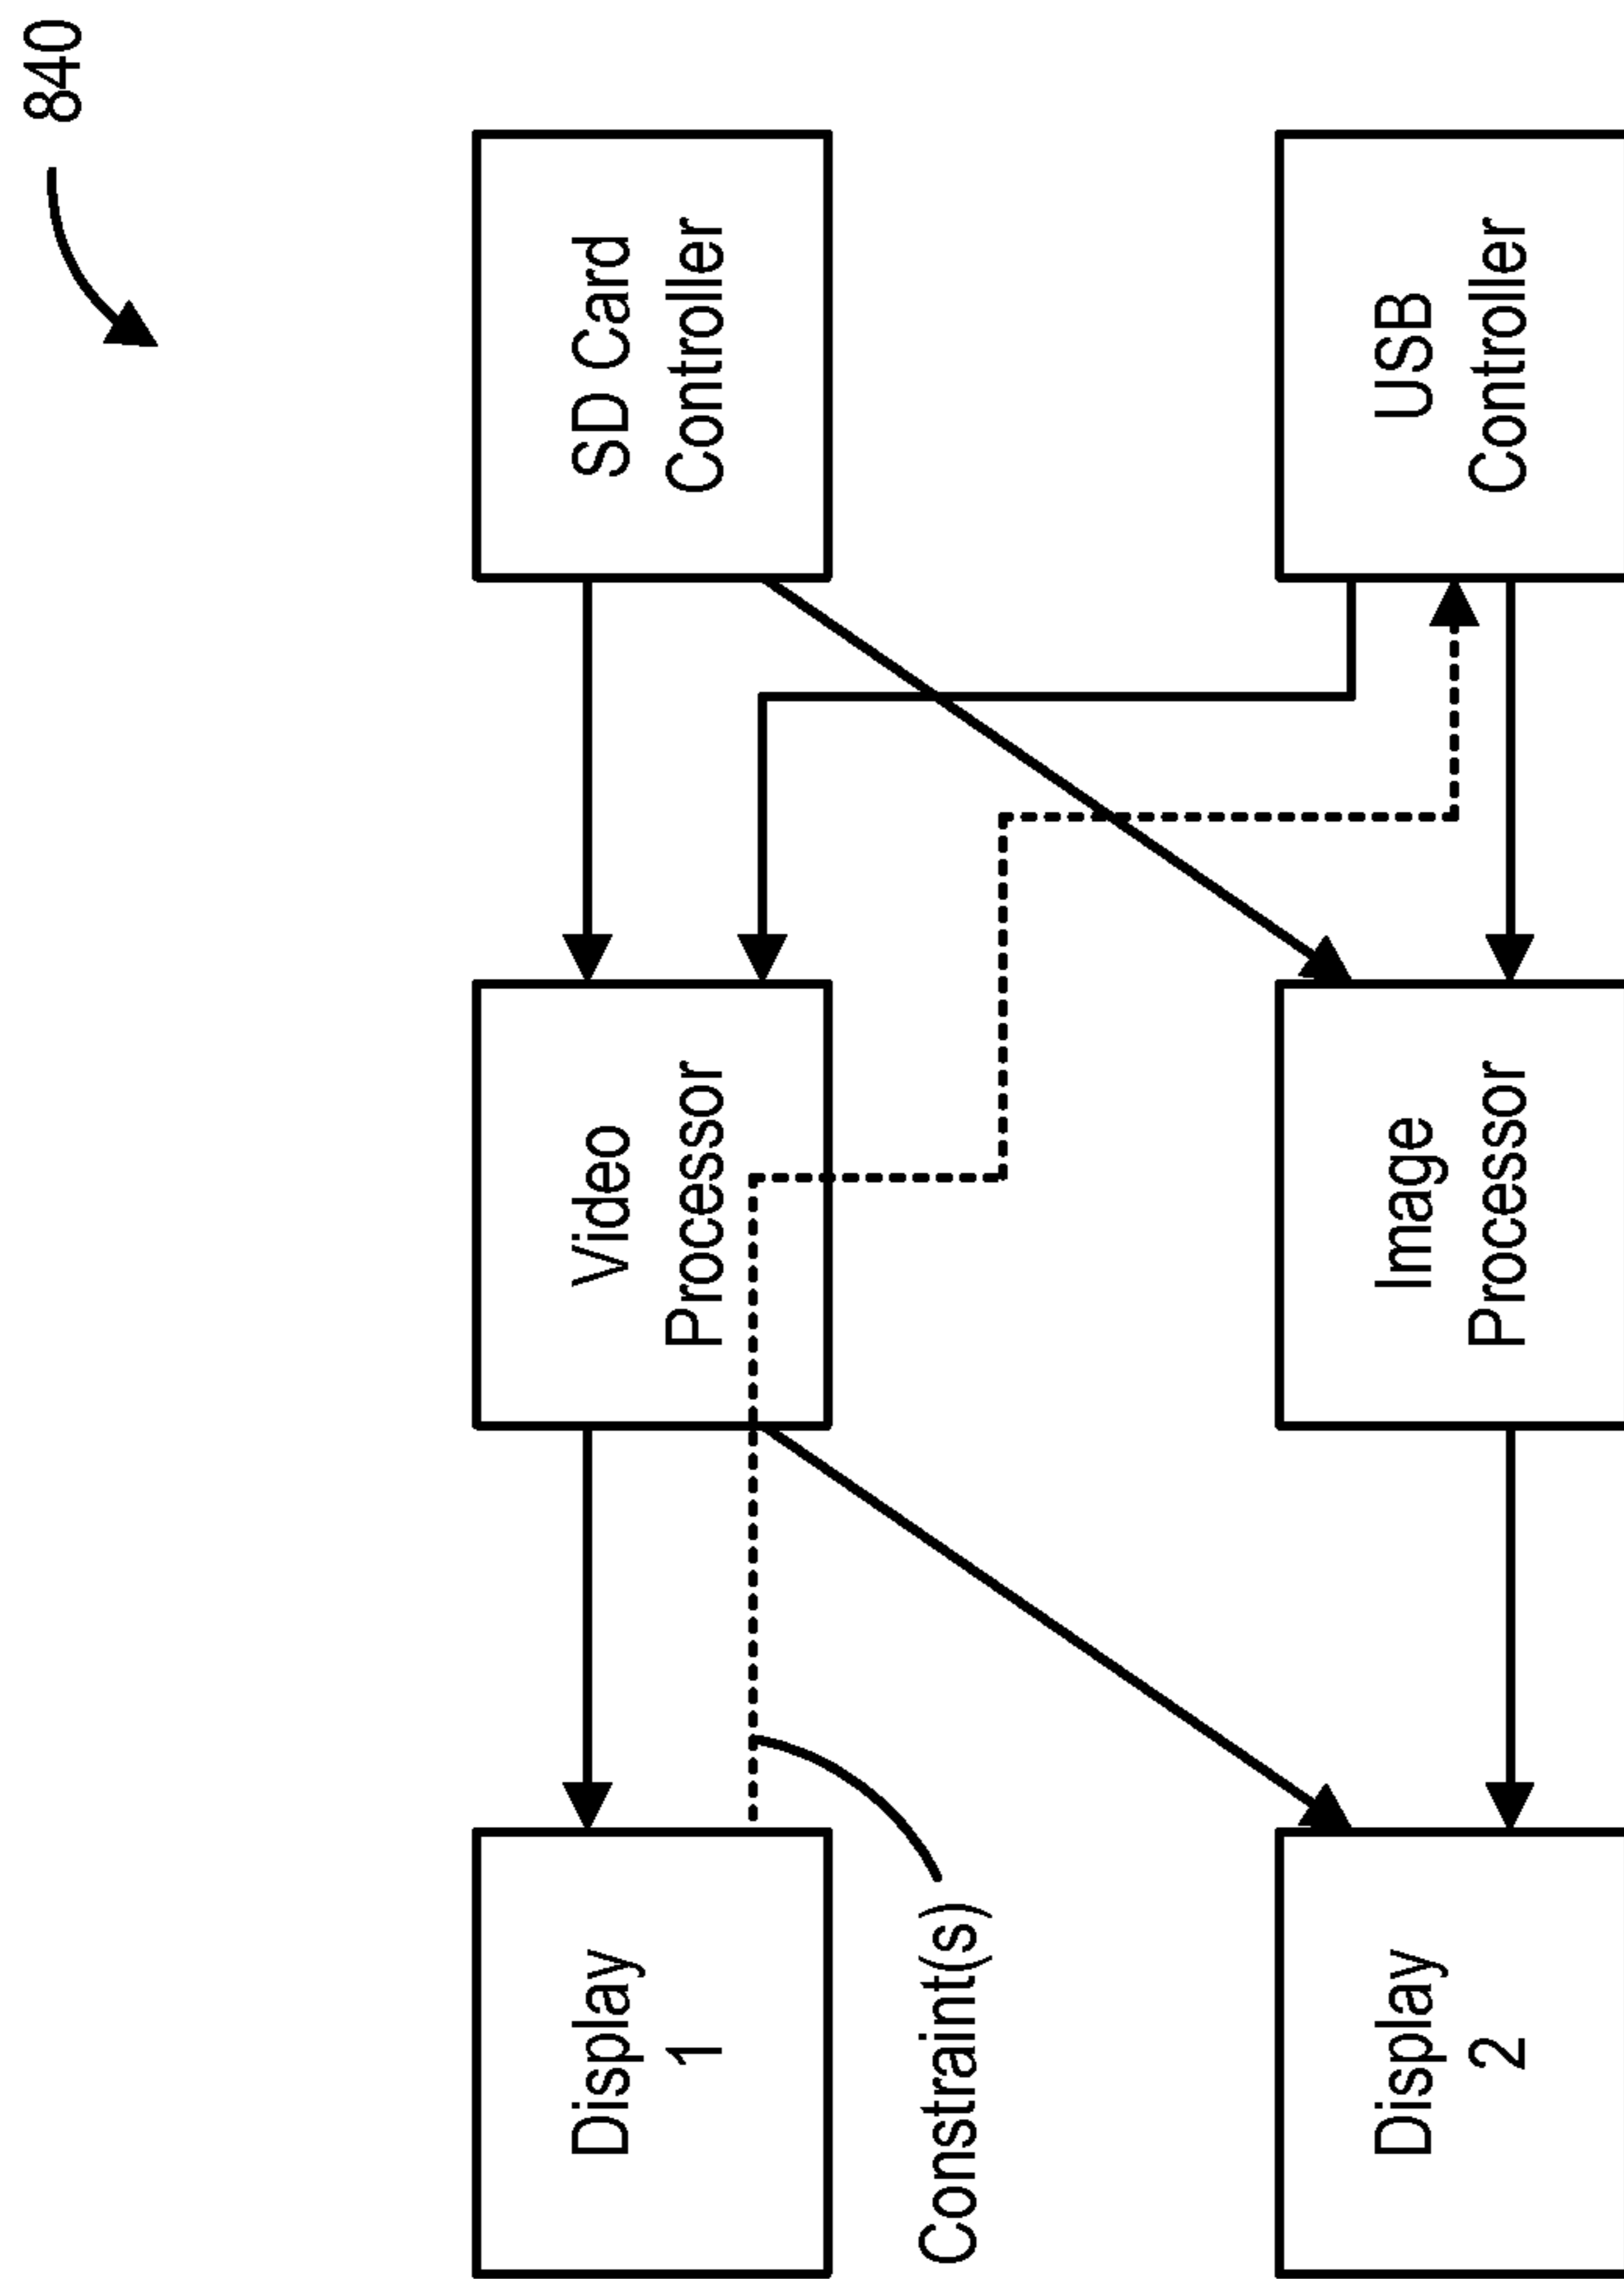 840
Display
1
Video
Processor
SD Card
Controller
Constraint(s)
Display
2
Image
Processor
USB
Controller